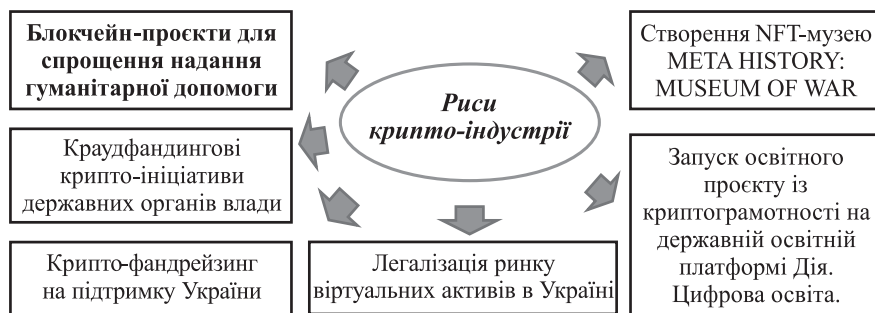 Блокчейн-проєкти для
спрощення надання
гуманітарної допомоги
Створення NFT-музею
META HISTORY:
MUSEUM OF WAR
Риси
крипто-індустрії
Краудфандингові
крипто-ініціативи
державних органів влади
Запуск освітнього
проєкту із
криптограмотності на
державній освітній
платформі Дія.
Цифрова освіта.
Крипто-фандрейзинг
на підтримку України
Легалізація ринку
віртуальних активів в Україні